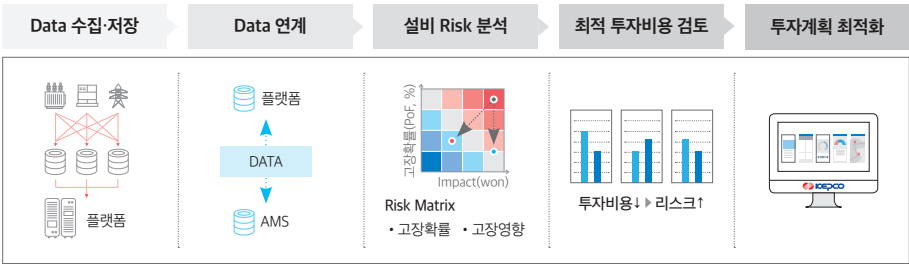 Data 수집·저장
Data 연계
설비 Risk 분석
최적 투자비용 검토
투자계획 최적화
플랫폼
플랫폼
DATA
AMS
고장확률(PoF, %)
Impact(won)
Risk Matrix
• 고장확률 • 고장영향
투자비용↓ ▶ 리스크↑
KEPCO